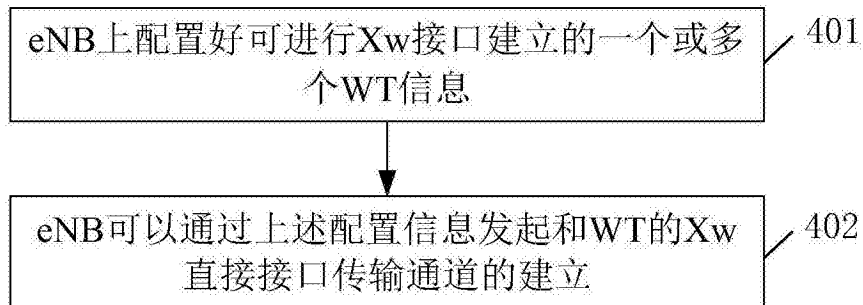 eNB上配置好可进行Xw接口建立的一个或多
个WT信息
401
eNB可以通过上述配置信息发起和WT的Xw
直接接口传输通道的建立
402